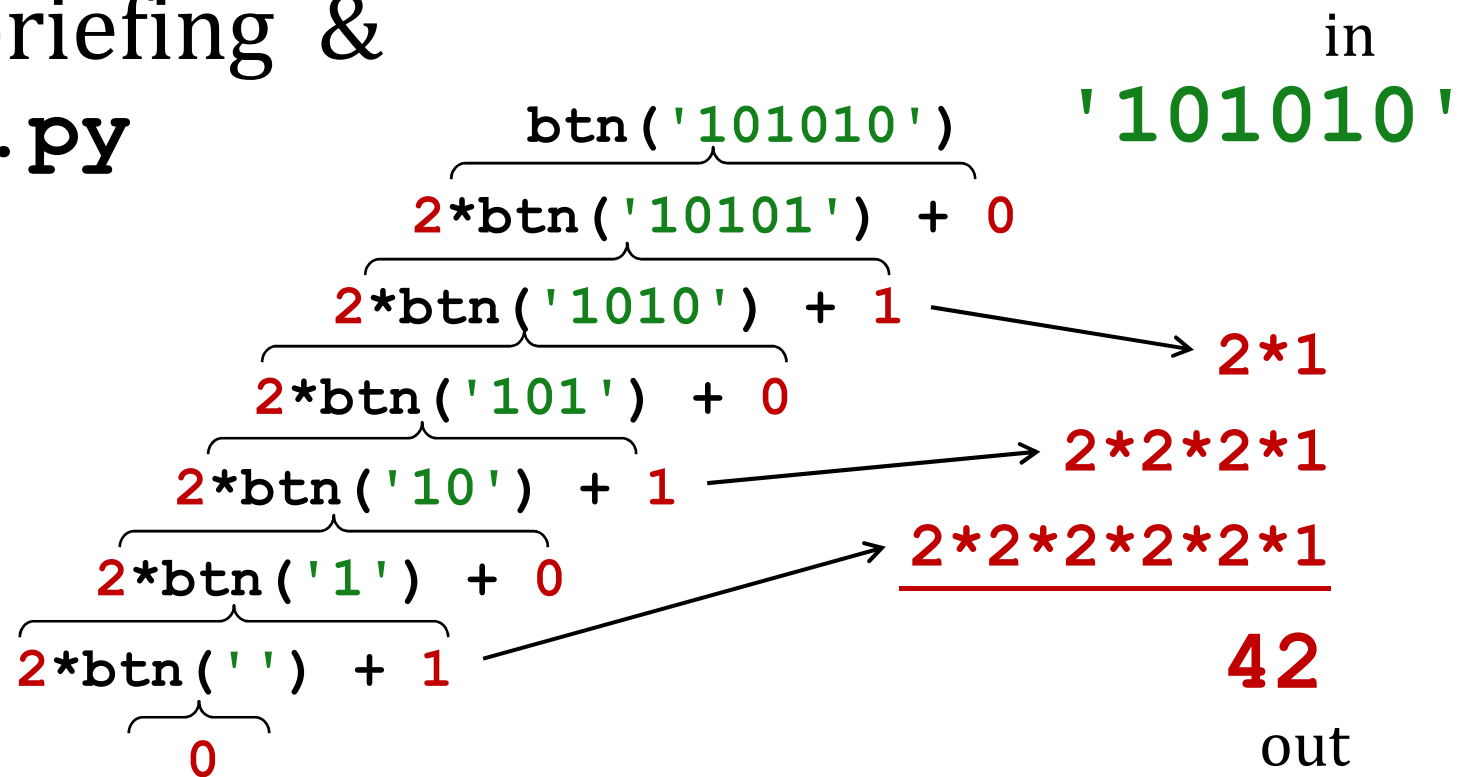 riefing &
.py
in
'101010'
btn('101010')
2*btn('10101') + 0
2*btn('1010') + 1
2*btn('101') + 0
2*btn('10') + 1
2*btn('1') + 0
2*btn('') + 1
0
2*1
2*2*2*1
2*2*2*2*2*1
42
out